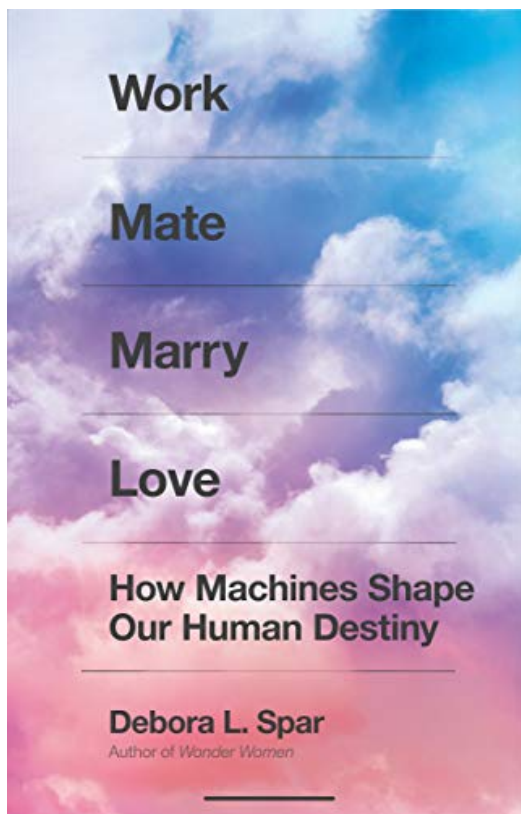 Work
Mate
Marry
Love
How Machines Shape
Our Human Destiny
Debora L. Spar
Author of Wonder Women